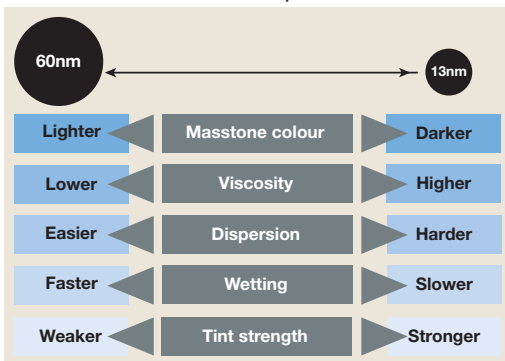 60nm 13nm
Lighter Masstone colour Darker
Lower Viscosity Higher
Easier Dispersion Harder
Faster Wetting Slower
Weaker Tint strength Stronger